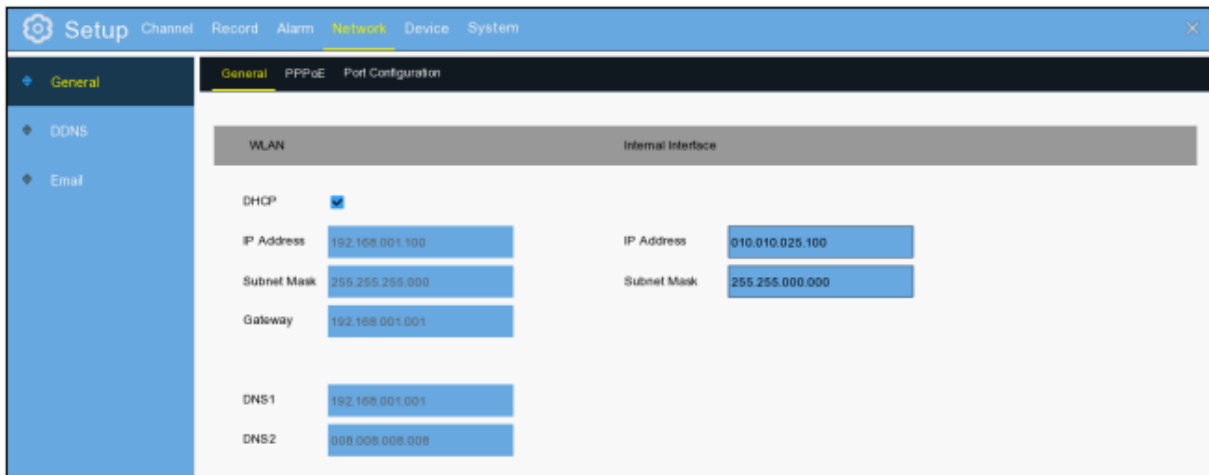 Setup Channel Record Alarm Network Device System
General PPPoE Port Configuration
General
DDNS
Email
WLAN Internal Interface
DHCP
IP Address 192.168.001.100 IP Address 010.010.025.100
Subnet Mask 255.255.255.000 Subnet Mask 255.255.000.000
Gateway 192.168.001.001
DNS1 192.168.001.001
DNS2 008.008.008.008